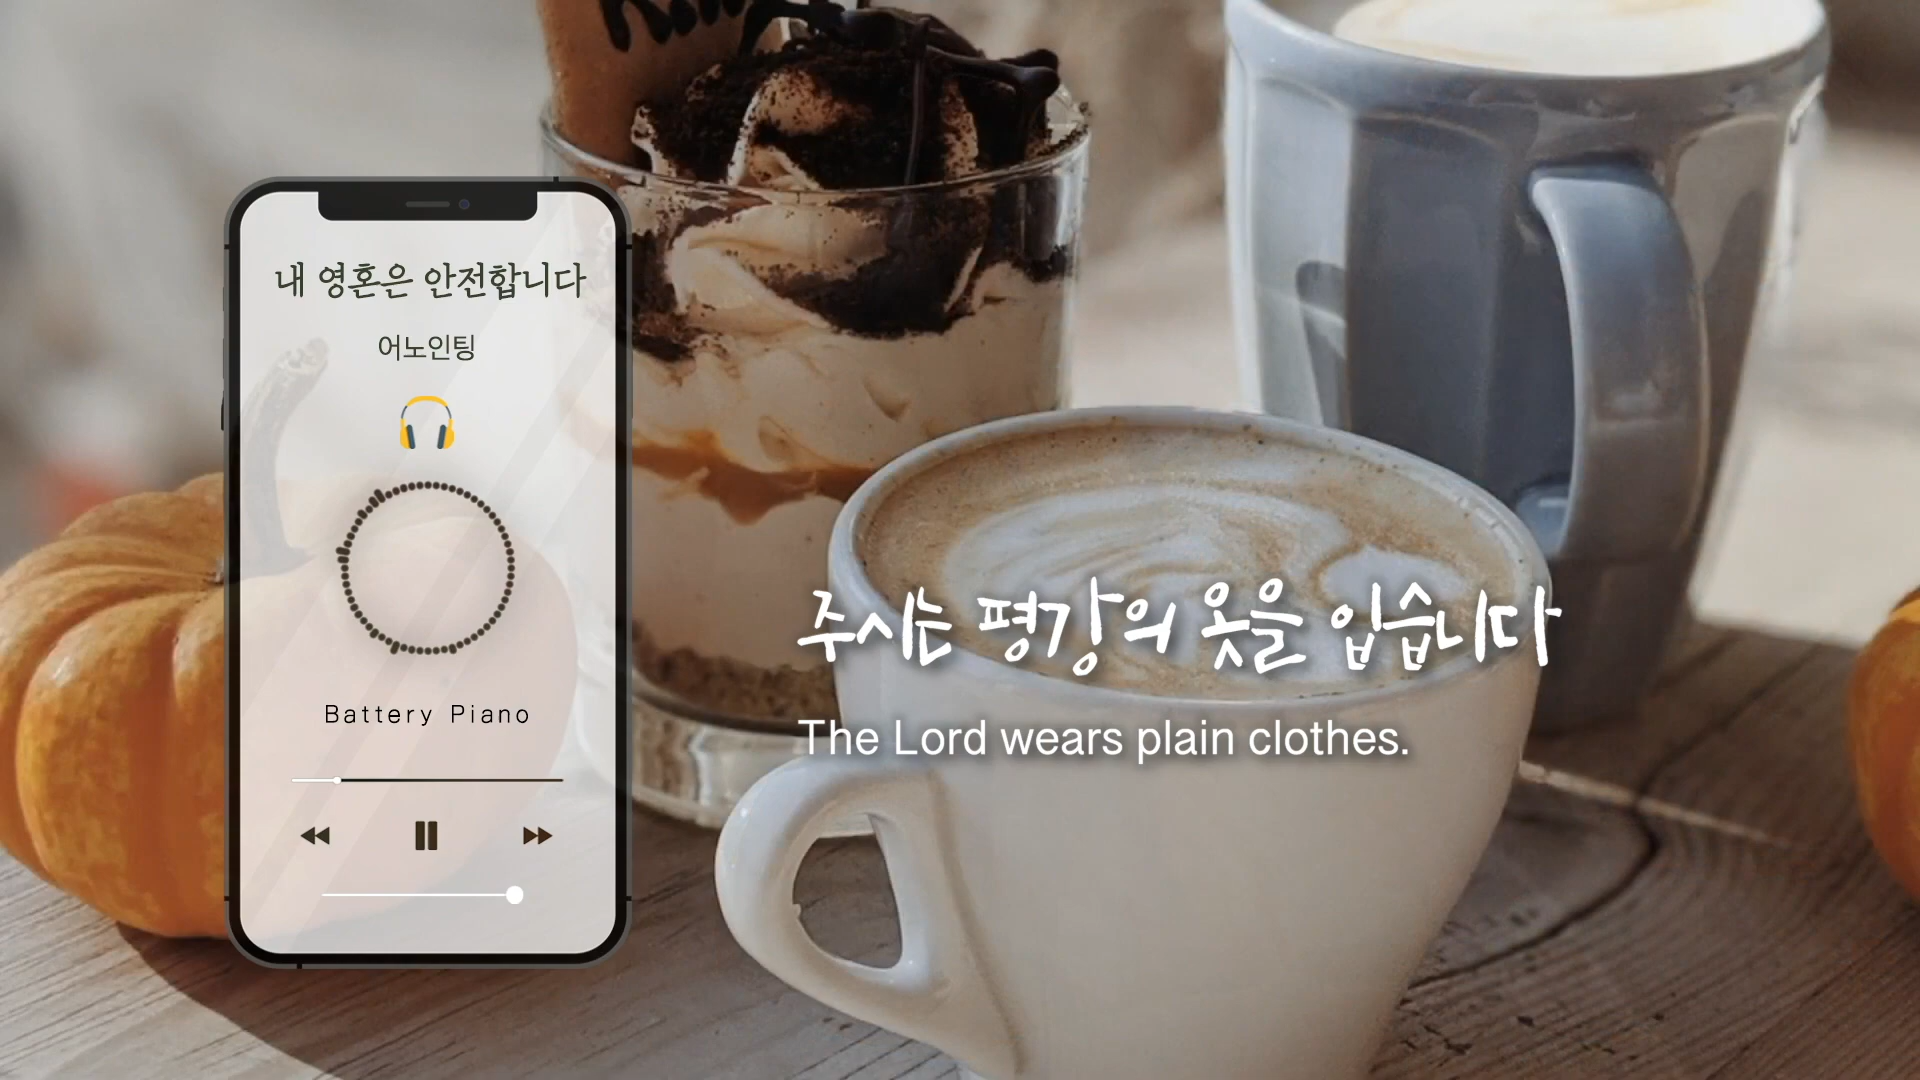 내 영혼은 안전합니다
어노인팅
Battery Piano
주시는 평강의 옷을 입습니다
The Lord wears plain clothes.